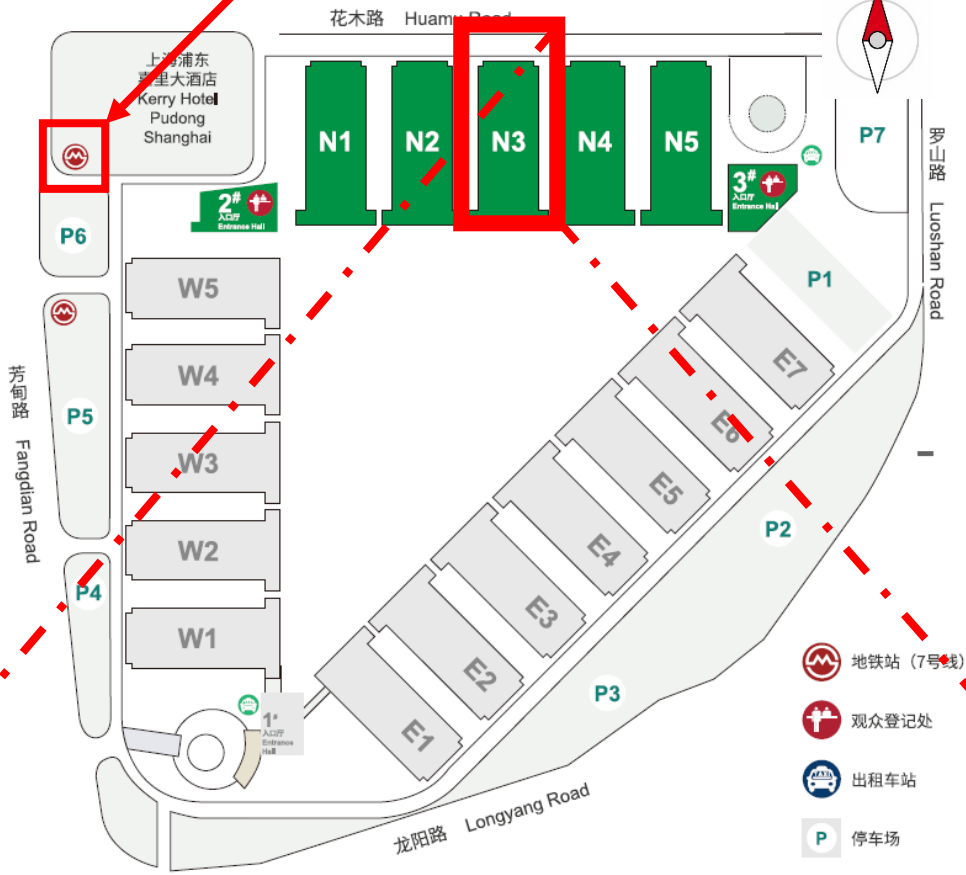 花木路 Huamu Road
上海浦东
嘉里大酒店
Kerry Hotel
Pudong
Shanghai
N1
N2
N3
N4
N5
P7
罗山路 Luoshan Road
2#
入口厅
Entrance Hall
3#
入口厅
Entrance Hall
P6
P1
W5
W4
W3
W2
W1
E7
E6
E5
E4
E3
E2
E1
芳甸路 Fangdian Road
P5
P4
P2
P3
1#
入口厅
Entrance
Hall
龙阳路 Longyang Road
地铁站（7号线）
观众登记处
TAXI
出租车站
P
停车场